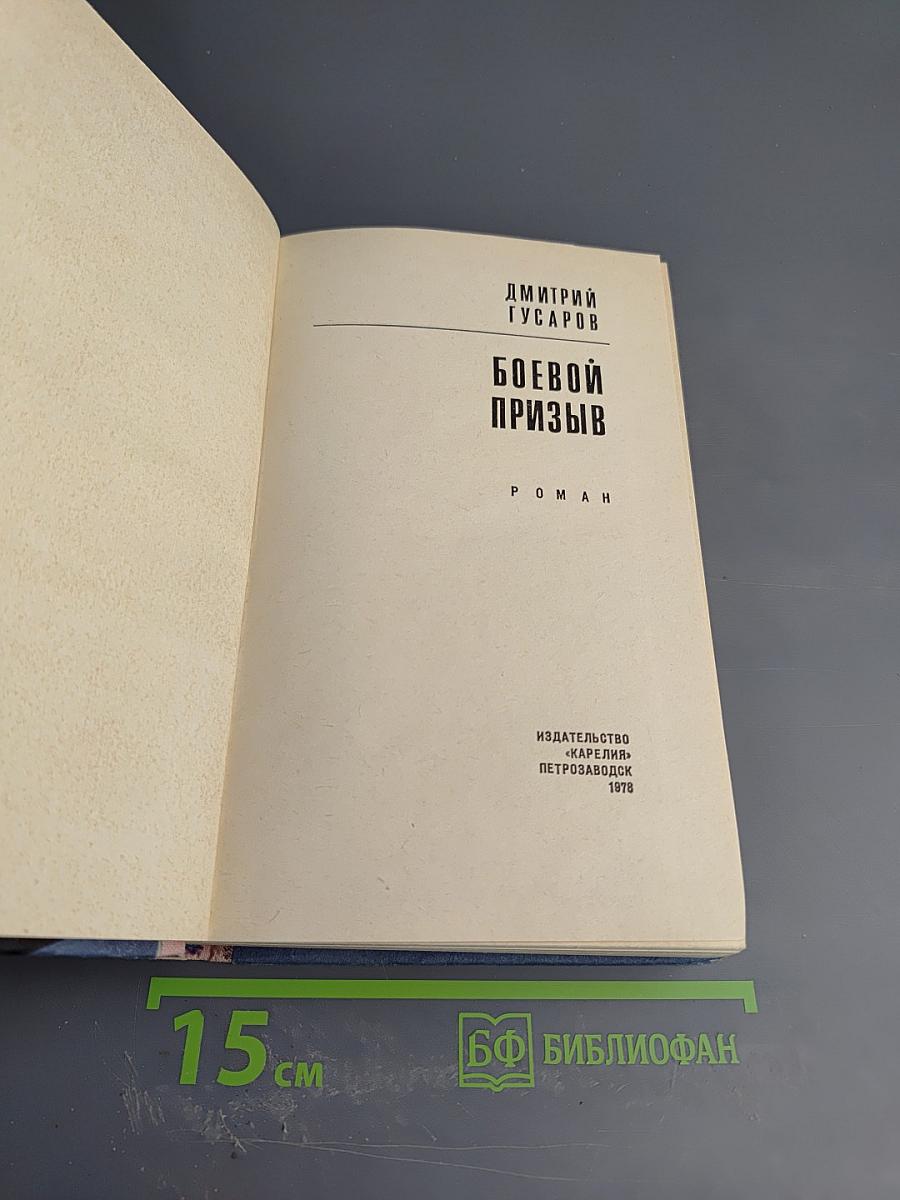 ДМИТРИЙ
ГУСАРОВ
БОЕВОЙ
ПРИЗЫВ
РОМАН
ИЗДАТЕЛЬСТВО
«КАРЕЛИЯ»
ПЕТРОЗАВОДСК
1978
15 см
БФ БИБЛИОФАН